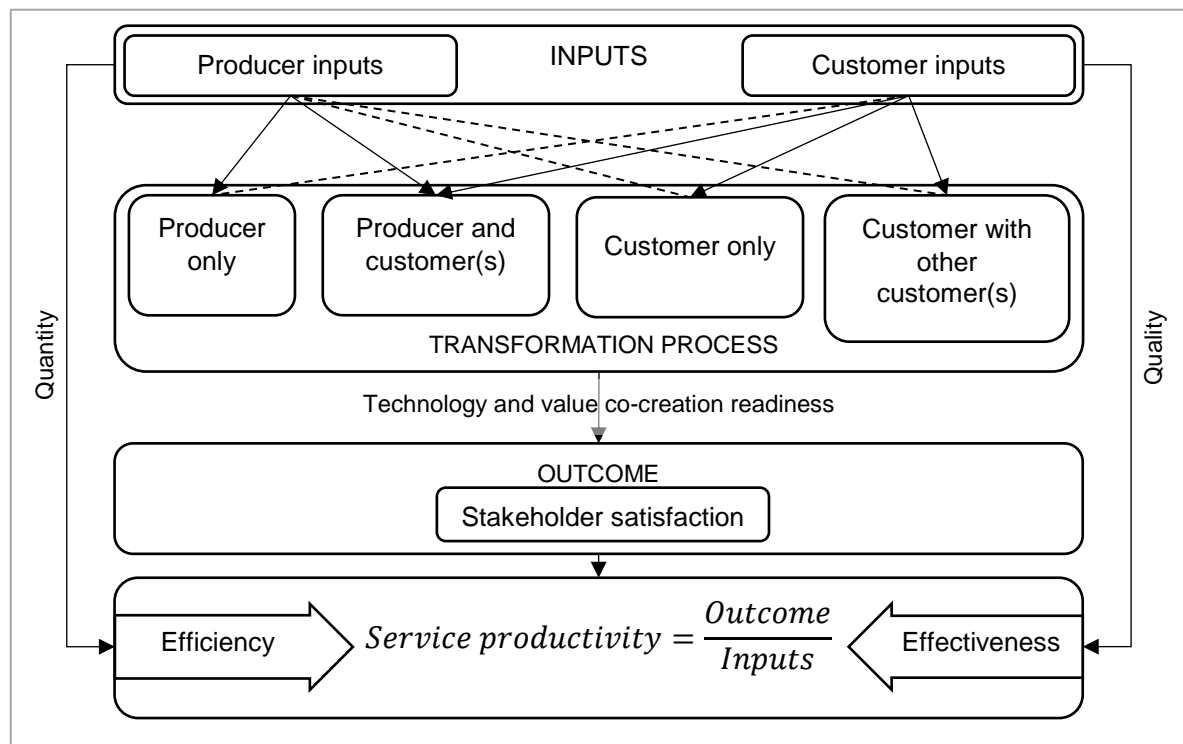 INPUTS
Producer inputs
Customer inputs
Producer
only
Producer and
customer(s)
Customer only
Customer with
other
customer(s)
TRANSFORMATION PROCESS
Quantity
Quality
Technology and value co-creation readiness
OUTCOME
Stakeholder satisfaction
Efficiency
Service productivity = Outcome / Inputs
Effectiveness